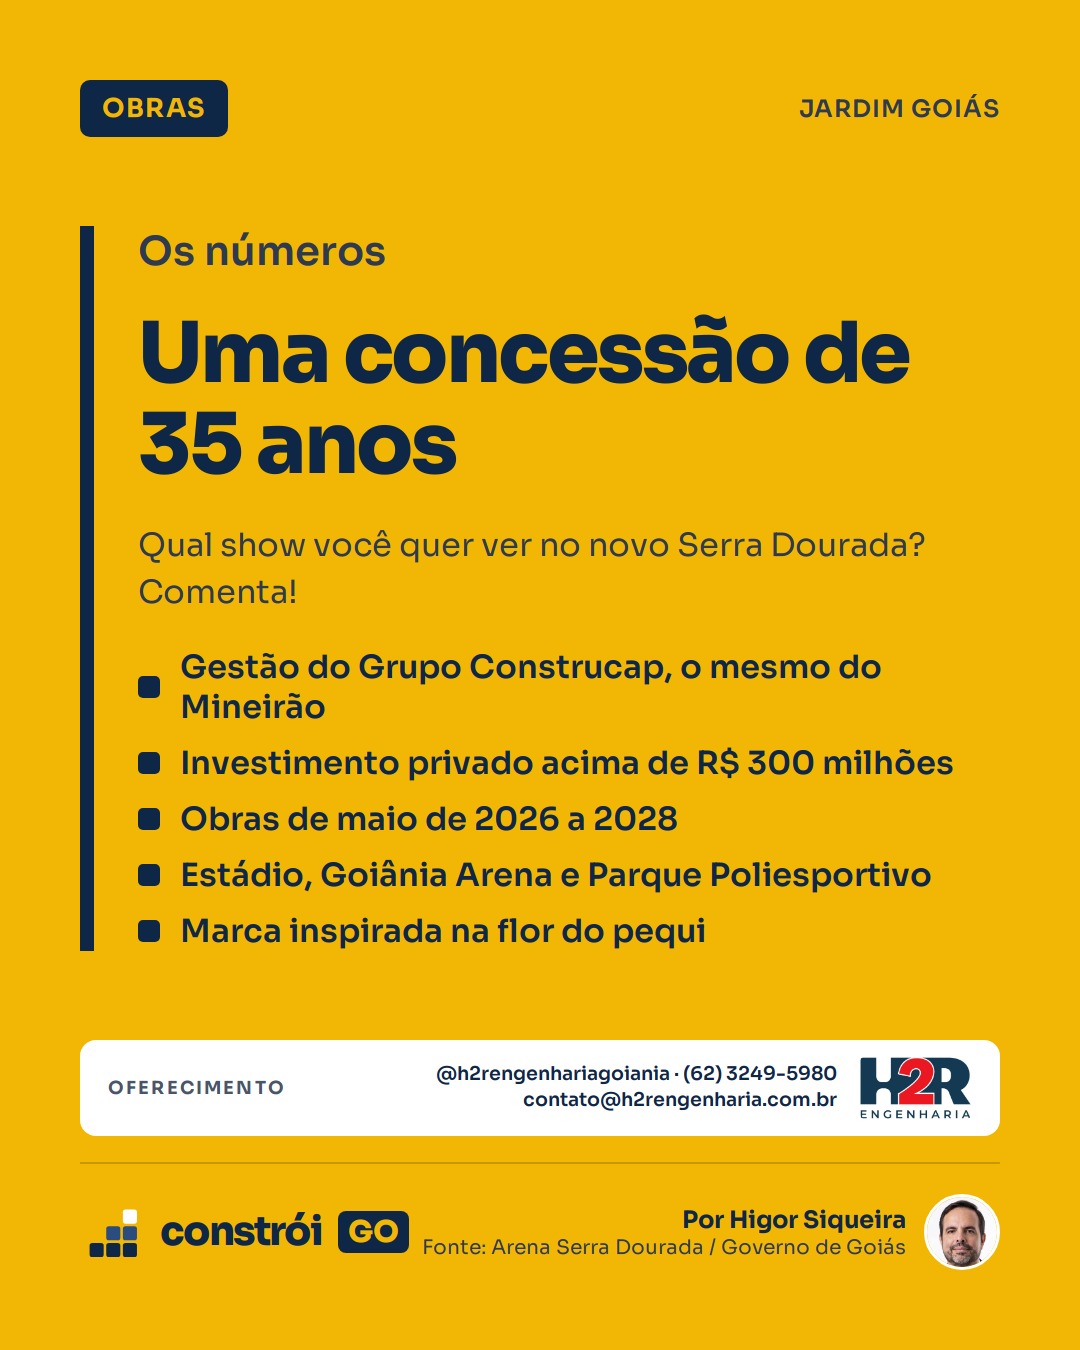 OBRAS
JARDIM GOIÁS
Os números
Uma concessão de
35 anos
Qual show você quer ver no novo Serra Dourada?
Comenta!
Gestão do Grupo Construcap, o mesmo do
Mineirão
Investimento privado acima de R$ 300 milhões
Obras de maio de 2026 a 2028
Estádio, Goiânia Arena e Parque Poliesportivo
Marca inspirada na flor do pequi
OFERECIMENTO
@h2rengenhariagoiania · (62) 3249-5980
contato@h2rengenharia.com.br
H2R
ENGENHARIA
constrói GO
Por Higor Siqueira
Fonte: Arena Serra Dourada / Governo de Goiás